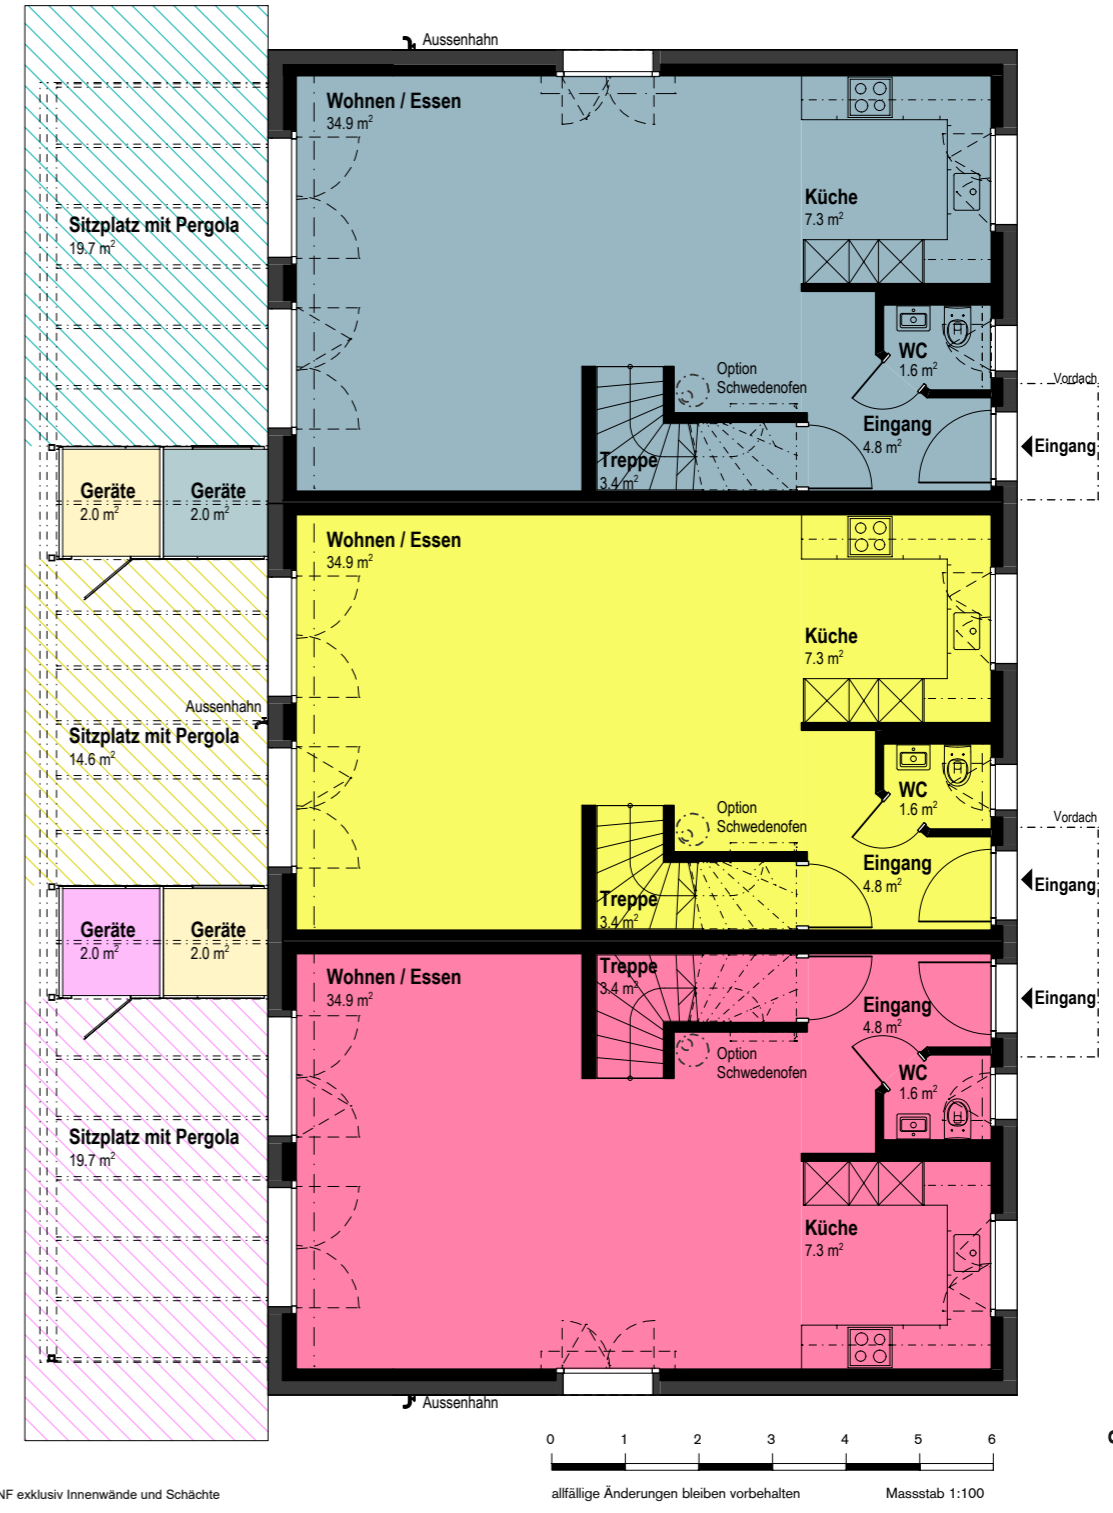 Aussenhahn
Wohnen / Essen
34.9 m²
Sitzplatz mit Pergola
19.7 m²
Küche
7.3 m²
WC
1.6 m²
Option
Schwedenofen
Vordach
Eingang
4.8 m²
Eingang
Treppe
3.4 m²
Geräte
2.0 m²
Geräte
2.0 m²
Wohnen / Essen
34.9 m²
Küche
7.3 m²
Aussenhahn
Sitzplatz mit Pergola
14.6 m²
WC
1.6 m²
Option
Schwedenofen
Vordach
Eingang
4.8 m²
Eingang
Treppe
3.4 m²
Geräte
2.0 m²
Geräte
2.0 m²
Wohnen / Essen
34.9 m²
Treppe
3.4 m²
Eingang
4.8 m²
Eingang
Option
Schwedenofen
WC
1.6 m²
Sitzplatz mit Pergola
19.7 m²
Küche
7.3 m²
Aussenhahn
0 1 2 3 4 5 6
NF exklusiv Innenwände und Schächte
allfällige Änderungen bleiben vorbehalten
Massstab 1:100